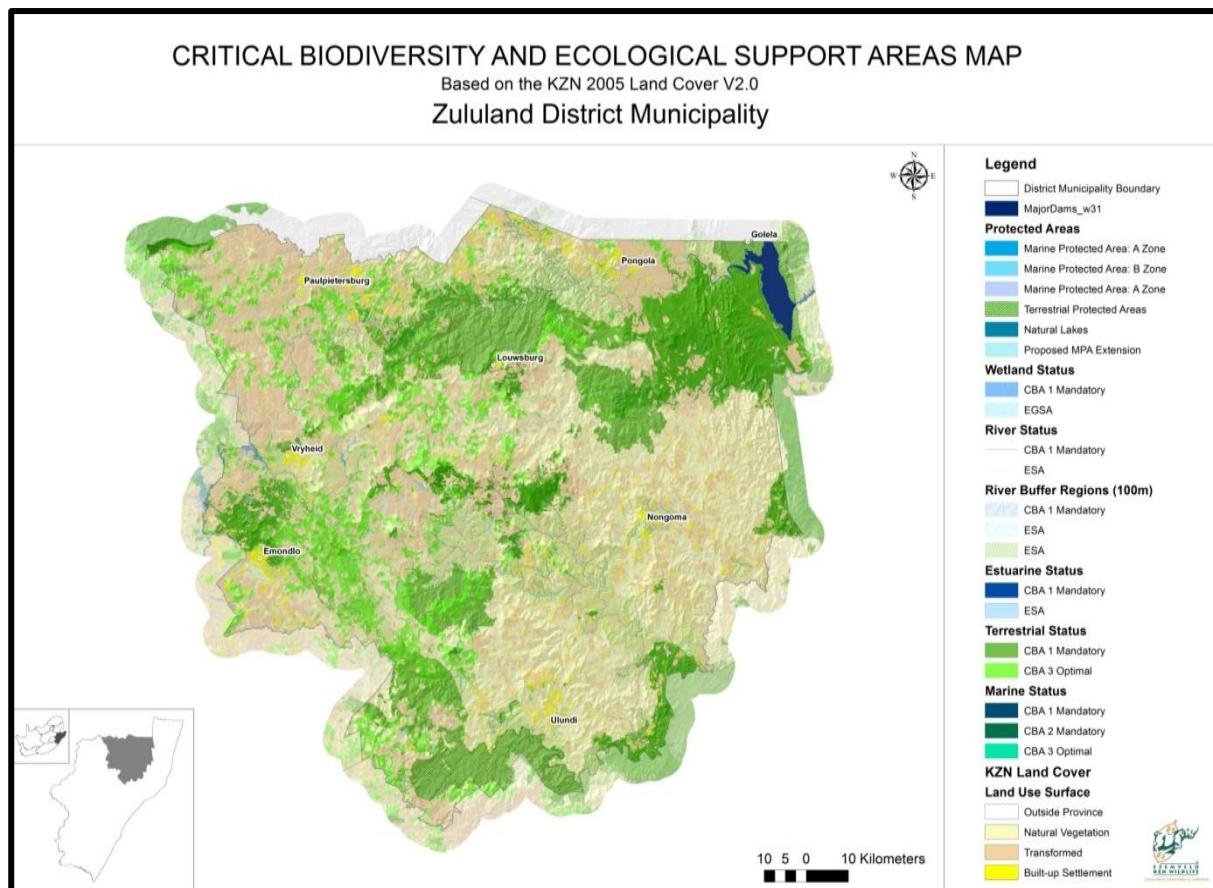 CRITICAL BIODIVERSITY AND ECOLOGICAL SUPPORT AREAS MAP
Based on the KZN 2005 Land Cover V2.0
Zululand District Municipality
N
W
E
S
Golela
Pongola
Paulpietersburg
Louwsburg
Vryheid
Nongoma
Emondlo
Ulundi
10 5 0 10 Kilometers
Legend
District Municipality Boundary
MajorDams_w31
Protected Areas
Marine Protected Area: A Zone
Marine Protected Area: B Zone
Marine Protected Area: A Zone
Terrestrial Protected Areas
Natural Lakes
Proposed MPA Extension
Wetland Status
CBA 1 Mandatory
EGSA
River Status
CBA 1 Mandatory
ESA
River Buffer Regions (100m)
CBA 1 Mandatory
ESA
ESA
Estuarine Status
CBA 1 Mandatory
ESA
Terrestrial Status
CBA 1 Mandatory
CBA 3 Optimal
Marine Status
CBA 1 Mandatory
CBA 2 Mandatory
CBA 3 Optimal
KZN Land Cover
Land Use Surface
Outside Province
Natural Vegetation
Transformed
Built-up Settlement
EZEMVELO
KZN WILDLIFE